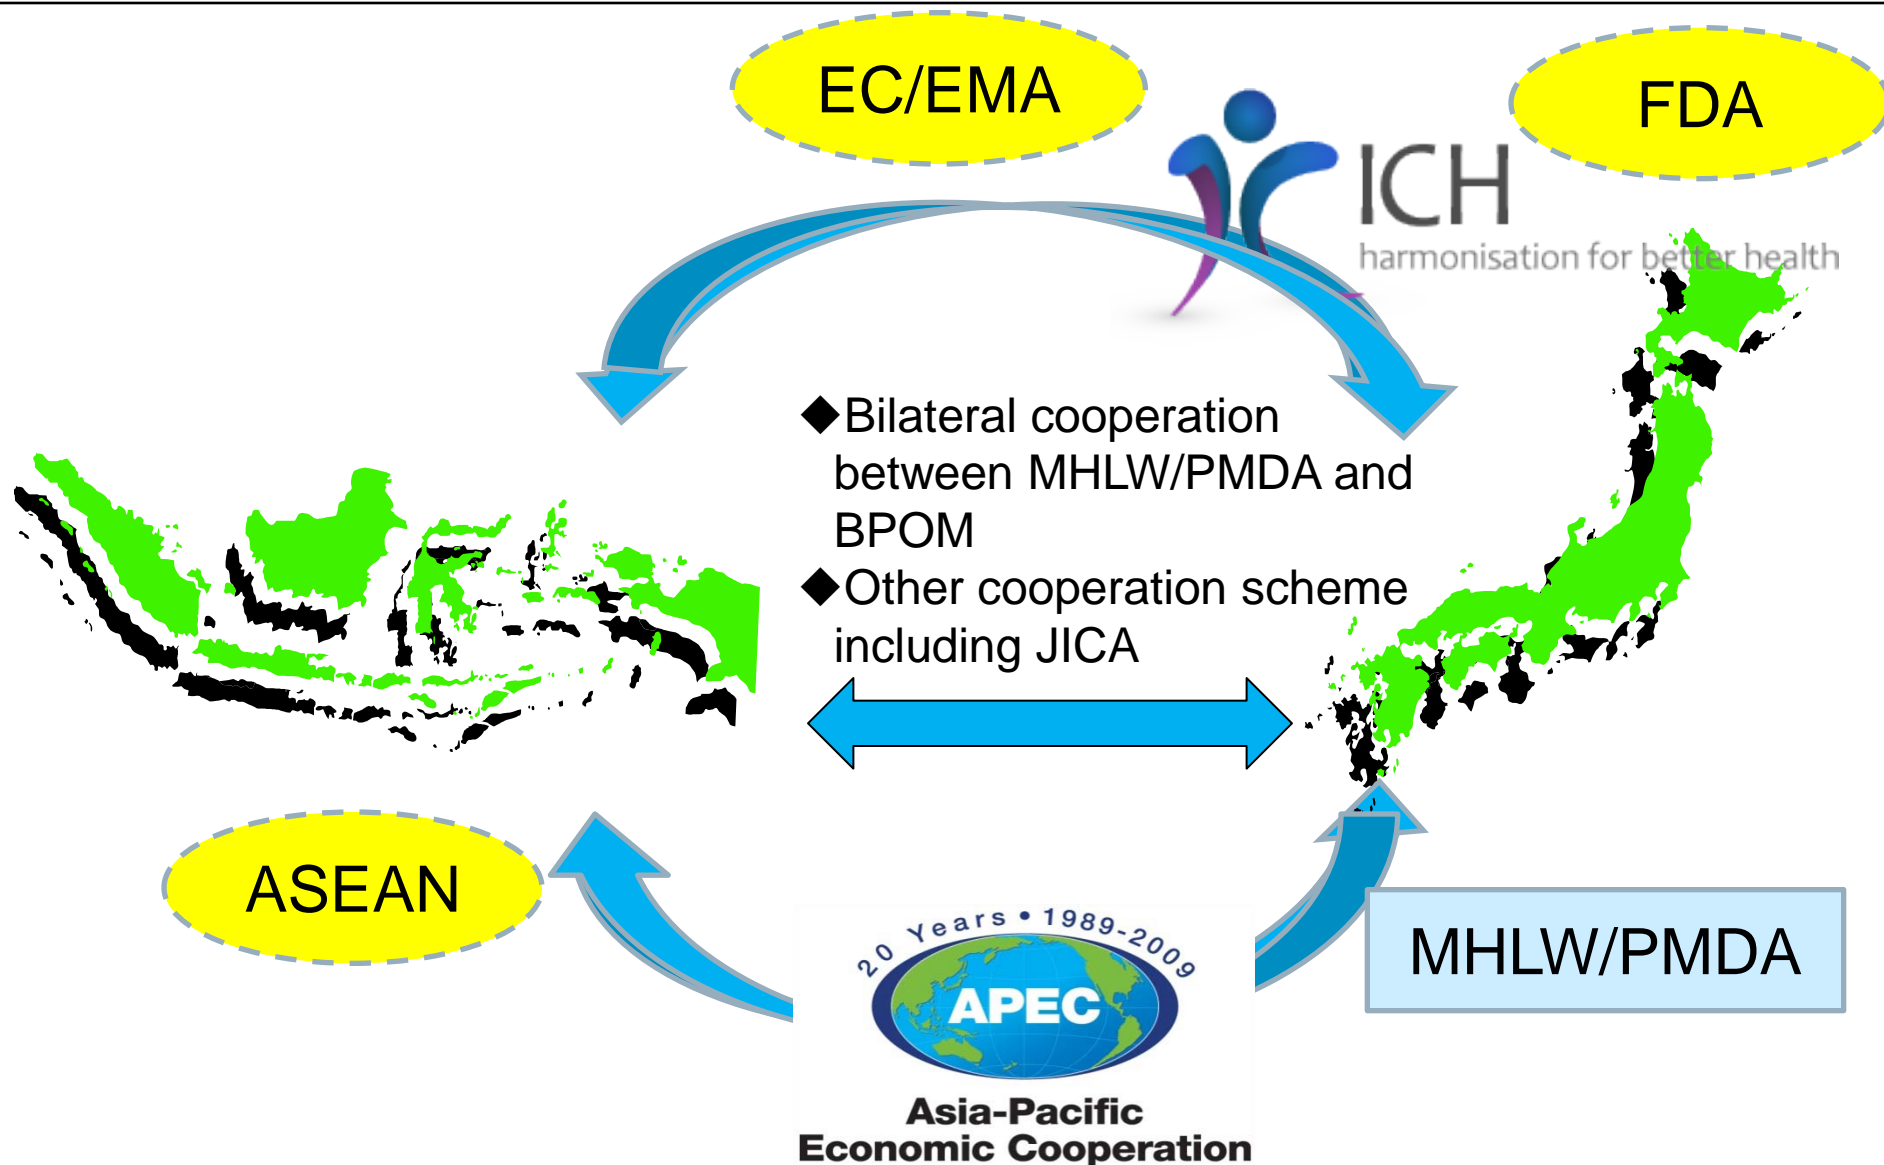 EC/EMA
FDA
ICH
harmonisation for better health
◆Bilateral cooperation
between MHLW/PMDA and
BPOM
◆Other cooperation scheme
including JICA
ASEAN
MHLW/PMDA
20 Years • 1989-2009
APEC
Asia-Pacific
Economic Cooperation